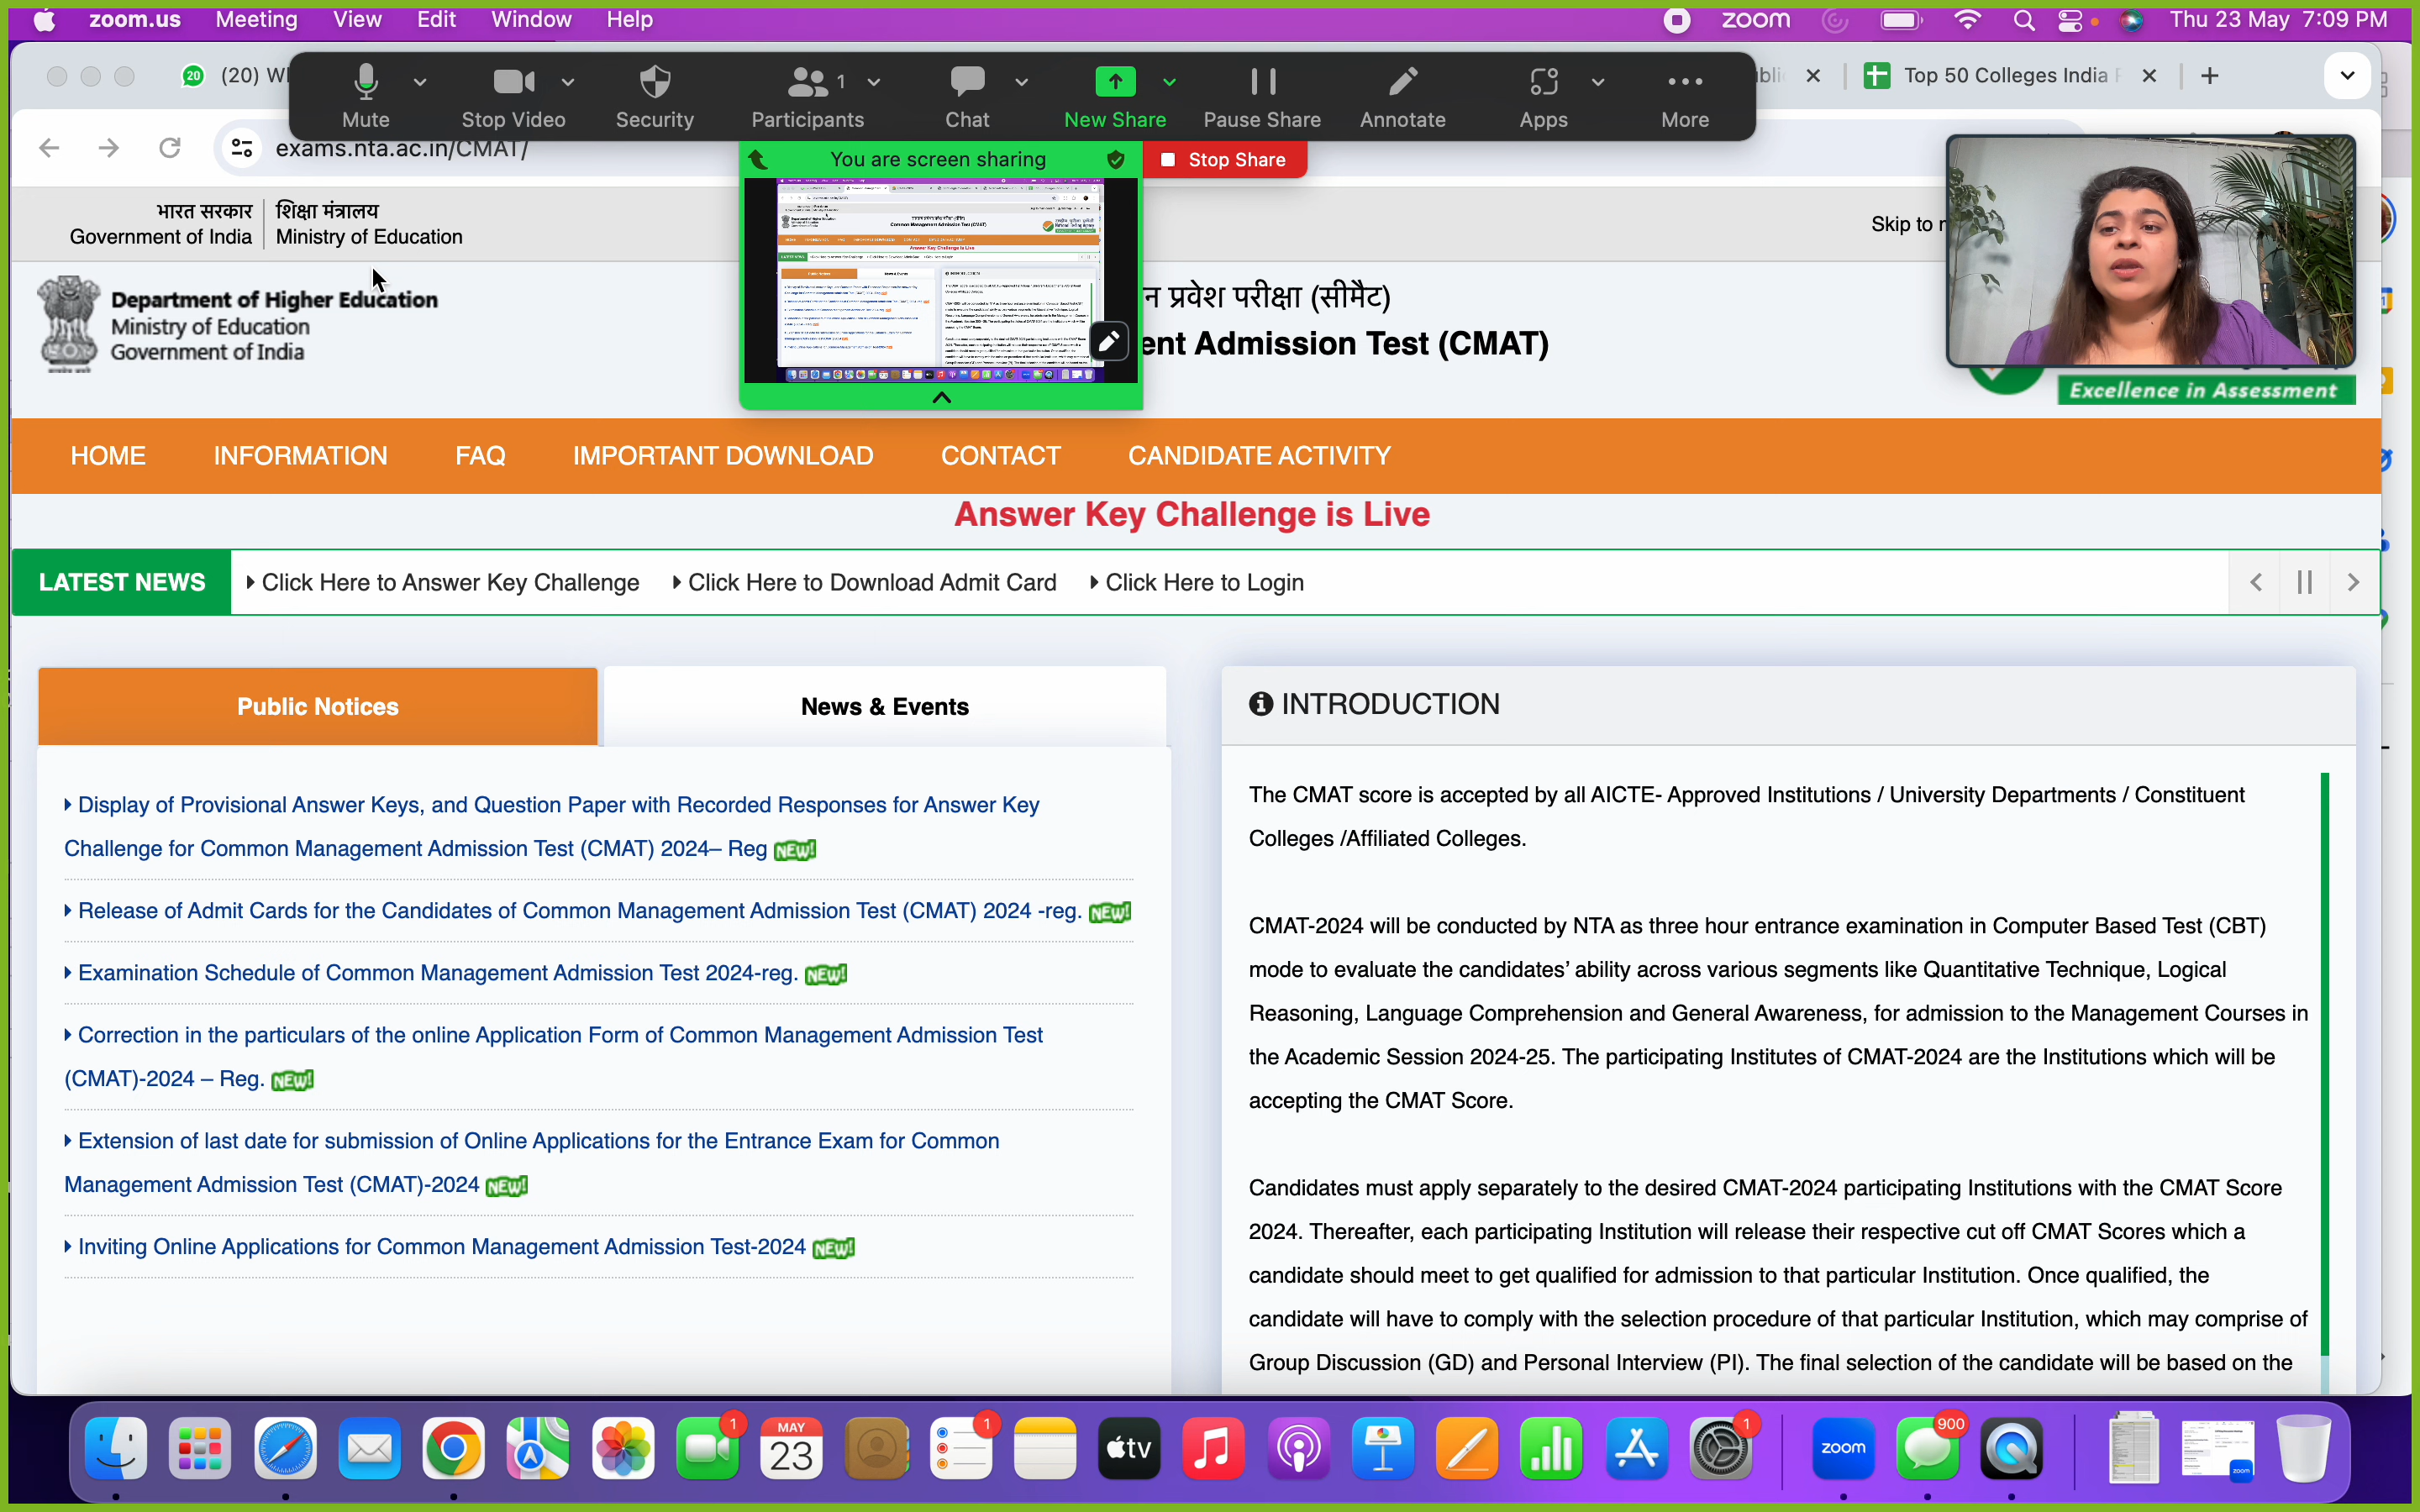 zoom.us Meeting View Edit Window Help
zoom Thu 23 May 7:09 PM
20 (20)
Top 50 Colleges India
Mute Stop Video Security Participants 1 Chat New Share Pause Share Annotate Apps More
exams.nta.ac.in/CMAT/
You are screen sharing Stop Share
भारत सरकार शिक्षा मंत्रालय
Government of India Ministry of Education
Skip to
Department of Higher Education
Ministry of Education
Government of India
प्रवेश परीक्षा (सीमैट)
Admission Test (CMAT)
Excellence in Assessment
HOME INFORMATION FAQ IMPORTANT DOWNLOAD CONTACT CANDIDATE ACTIVITY
Answer Key Challenge is Live
LATEST NEWS Click Here to Answer Key Challenge Click Here to Download Admit Card Click Here to Login
Public Notices News & Events
Display of Provisional Answer Keys, and Question Paper with Recorded Responses for Answer Key
Challenge for Common Management Admission Test (CMAT) 2024– Reg NEW!
Release of Admit Cards for the Candidates of Common Management Admission Test (CMAT) 2024 -reg. NEW!
Examination Schedule of Common Management Admission Test 2024-reg. NEW!
Correction in the particulars of the online Application Form of Common Management Admission Test
(CMAT)-2024 – Reg. NEW!
Extension of last date for submission of Online Applications for the Entrance Exam for Common
Management Admission Test (CMAT)-2024 NEW!
Inviting Online Applications for Common Management Admission Test-2024 NEW!
INTRODUCTION
The CMAT score is accepted by all AICTE- Approved Institutions / University Departments / Constituent
Colleges /Affiliated Colleges.
CMAT-2024 will be conducted by NTA as three hour entrance examination in Computer Based Test (CBT)
mode to evaluate the candidates’ ability across various segments like Quantitative Technique, Logical
Reasoning, Language Comprehension and General Awareness, for admission to the Management Courses in
the Academic Session 2024-25. The participating Institutes of CMAT-2024 are the Institutions which will be
accepting the CMAT Score.
Candidates must apply separately to the desired CMAT-2024 participating Institutions with the CMAT Score
2024. Thereafter, each participating Institution will release their respective cut off CMAT Scores which a
candidate should meet to get qualified for admission to that particular Institution. Once qualified, the
candidate will have to comply with the selection procedure of that particular Institution, which may comprise of
Group Discussion (GD) and Personal Interview (PI). The final selection of the candidate will be based on the
1 MAY 23 1 tv 1 zoom 900 zoom